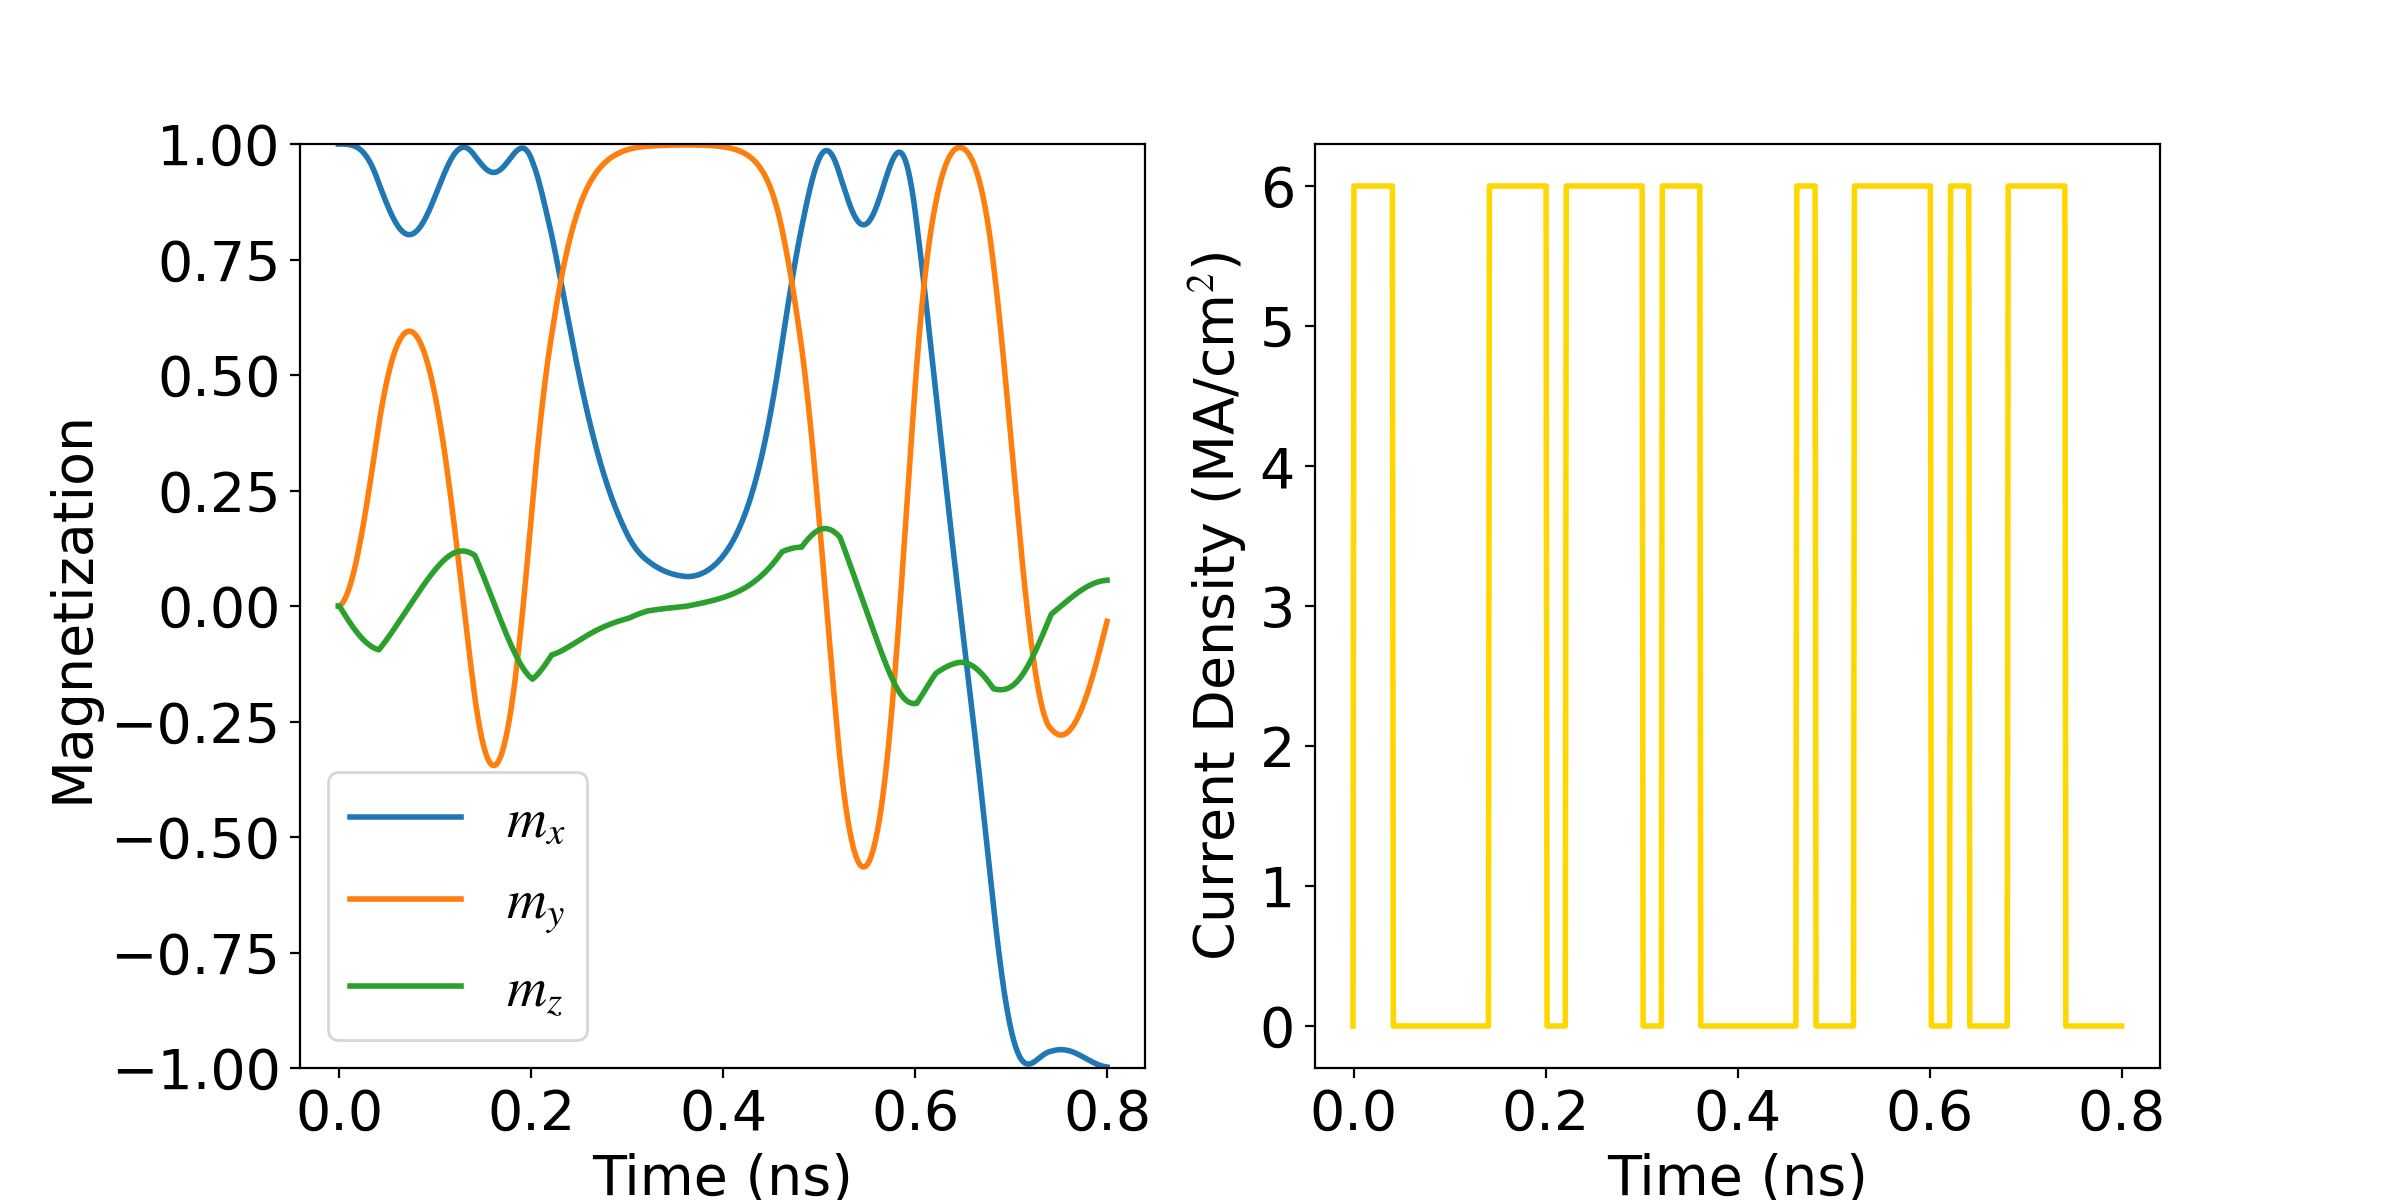 Magnetization
1.00
0.75
0.50
0.25
0.00
−0.25
−0.50
−0.75
−1.00
0.0 0.2 0.4 0.6 0.8
Time (ns)
m_x
m_y
m_z
Current Density (MA/cm²)
6
5
4
3
2
1
0
0.0 0.2 0.4 0.6 0.8
Time (ns)